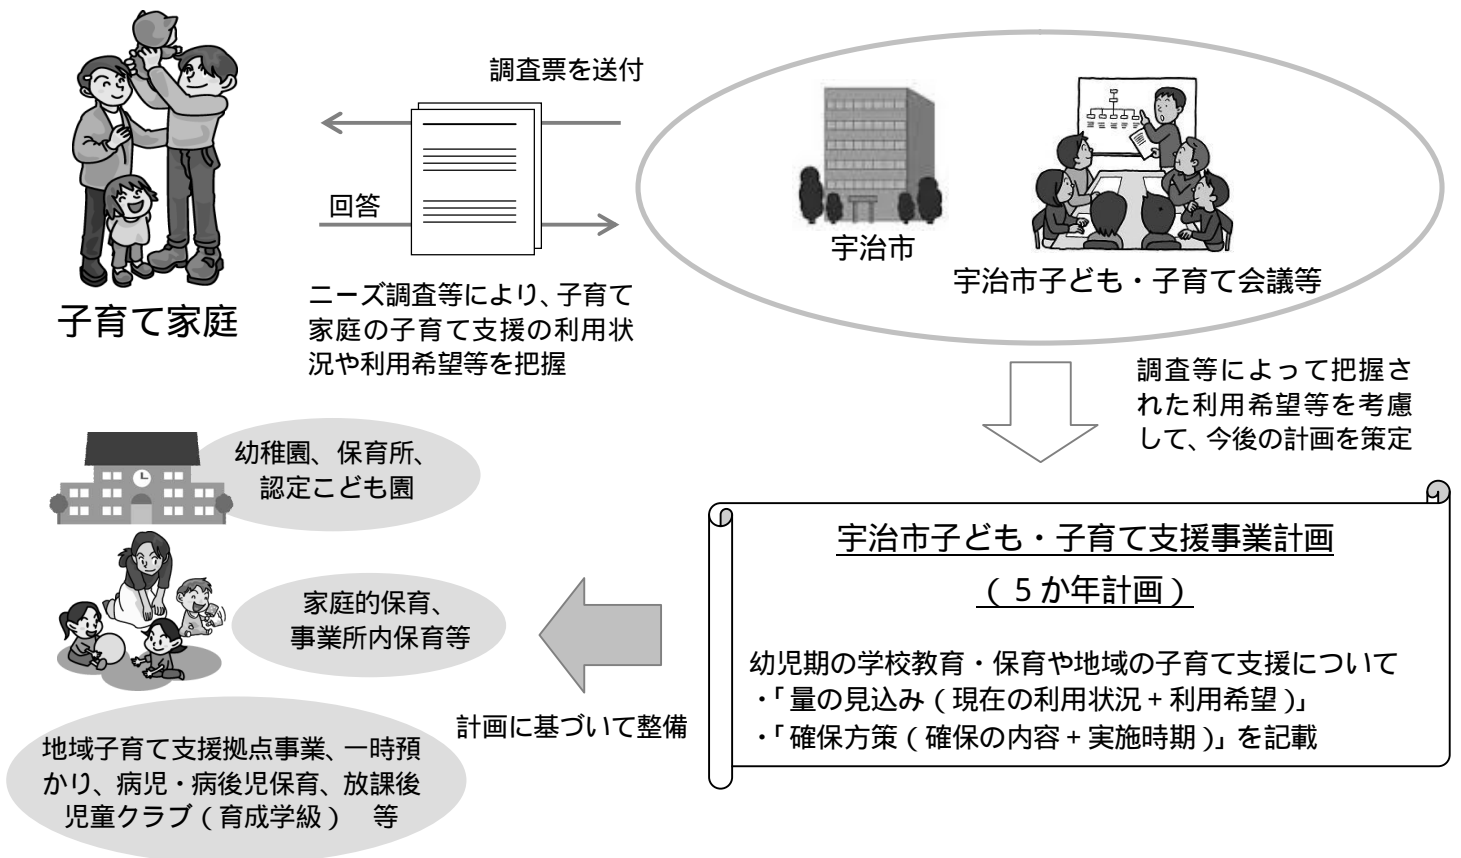 調査票を送付
回答
子育て家庭
ニーズ調査等により、子育て
家庭の子育て支援の利用状
況や利用希望等を把握
宇治市
宇治市子ども・子育て会議等
調査等によって把握さ
れた利用希望等を考慮
して、今後の計画を策定
宇治市子ども・子育て支援事業計画
（５か年計画）
幼児期の学校教育・保育や地域の子育て支援について
・「量の見込み（現在の利用状況＋利用希望）」
・「確保方策（確保の内容＋実施時期）」を記載
計画に基づいて整備
幼稚園、保育所、
認定こども園
家庭的保育、
事業所内保育等
地域子育て支援拠点事業、一時預
かり、病児・病後児保育、放課後
児童クラブ（育成学級）　等